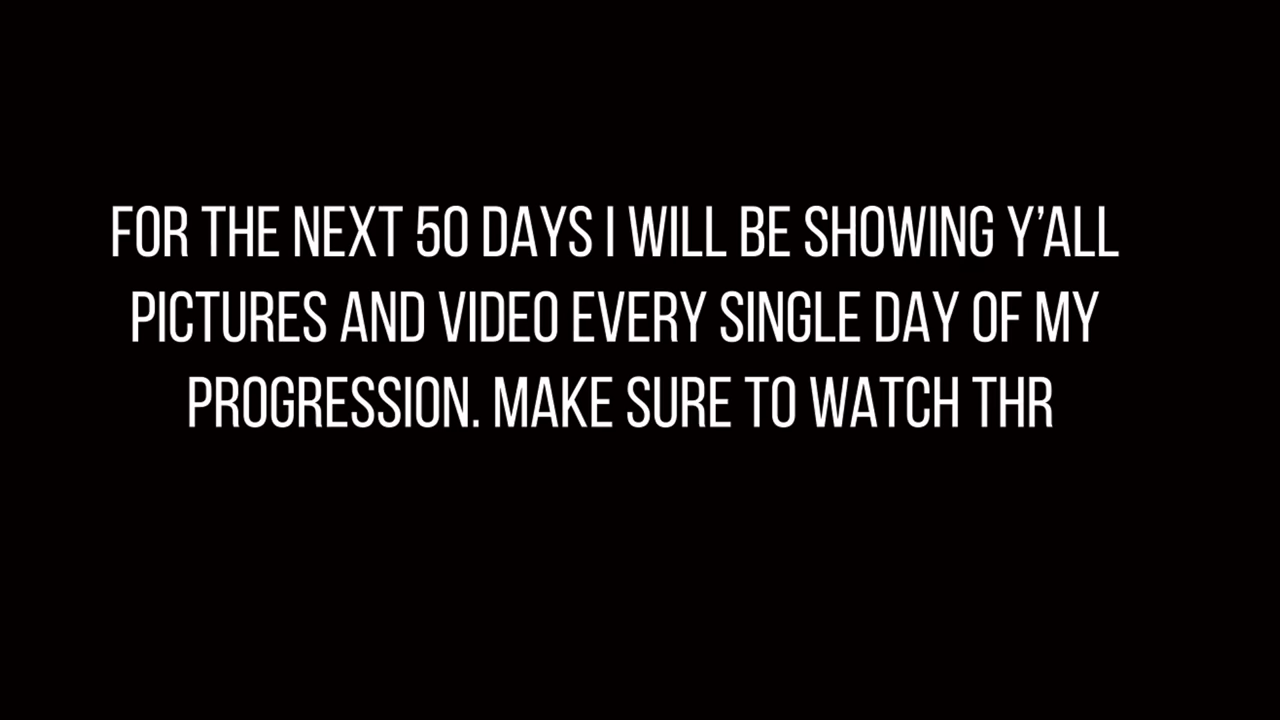 FOR THE NEXT 50 DAYS I WILL BE SHOWING Y’ALL
PICTURES AND VIDEO EVERY SINGLE DAY OF MY
PROGRESSION. MAKE SURE TO WATCH THR